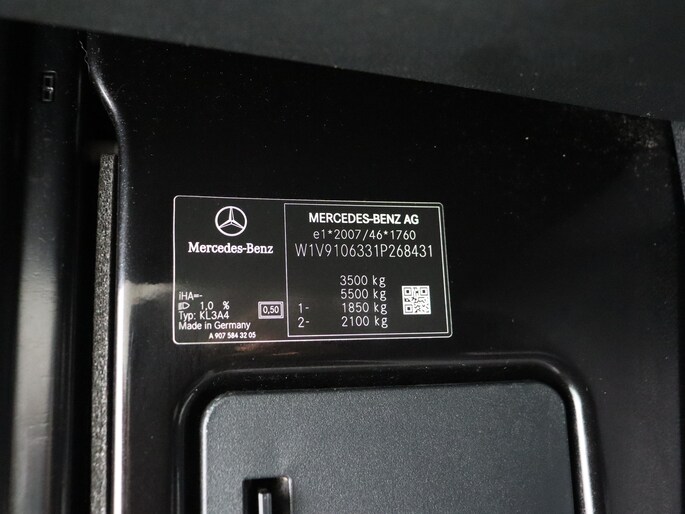 Mercedes-Benz
iHA=-
1,0 %
Typ: KL3A4
Made in Germany
0,50
A 907 584 32 05
MERCEDES-BENZ AG
e1*2007/46*1760
W1V9106331P268431
3500 kg
5500 kg
1- 1850 kg
2- 2100 kg